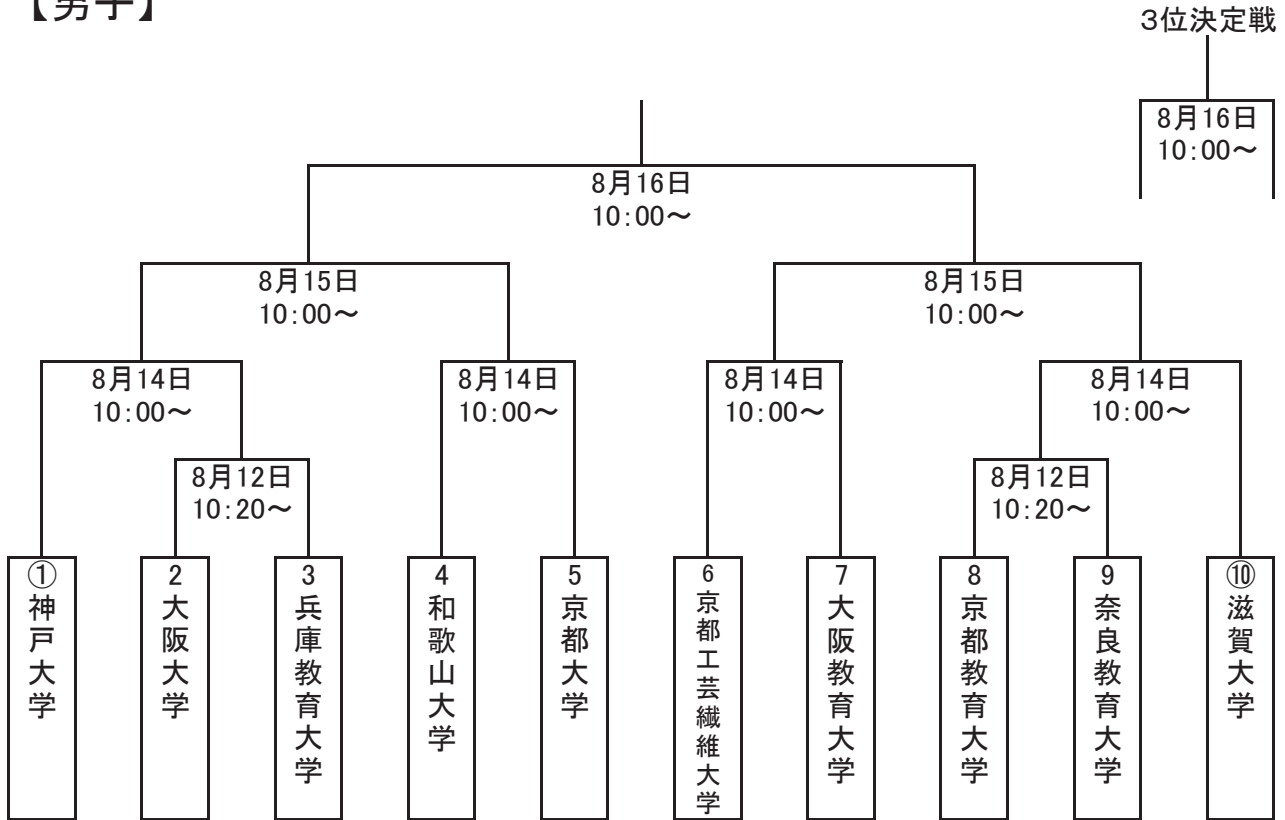 【男子】
3位決定戦
8月16日
10:00～
8月16日
10:00～
8月15日
10:00～
8月15日
10:00～
8月14日
10:00～
8月14日
10:00～
8月14日
10:00～
8月14日
10:00～
8月12日
10:20～
8月12日
10:20～
①神戸大学
2大阪大学
3兵庫教育大学
4和歌山大学
5京都大学
6京都工芸繊維大学
7大阪教育大学
8京都教育大学
9奈良教育大学
⑩滋賀大学